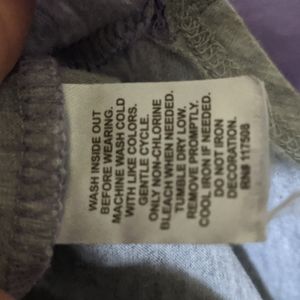 WASH INSIDE OUT
BEFORE WEARING.
MACHINE WASH COLD
WITH LIKE COLORS.
GENTLE CYCLE.
ONLY NON-CHLORINE
BLEACH WHEN NEEDED.
TUMBLE DRY LOW.
REMOVE PROMPTLY.
COOL IRON IF NEEDED.
DO NOT IRON
DECORATION.
RN# 117508